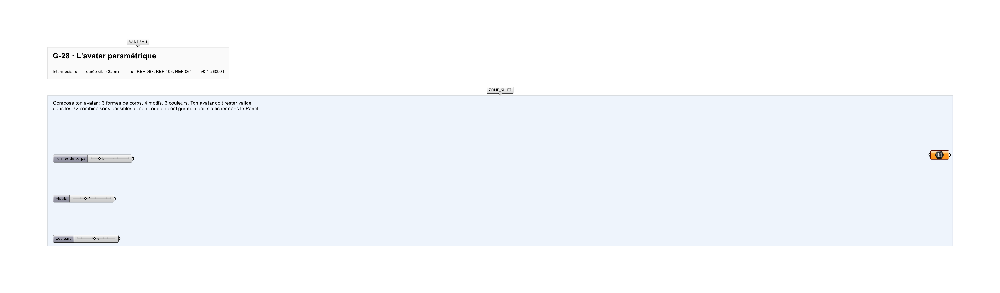 BANDEAU
G-28 · L'avatar paramétrique
Intermédiaire — durée cible 22 min — réf. REF-067, REF-106, REF-061 — v0.4-260901
ZONE_SUJET
Compose ton avatar : 3 formes de corps, 4 motifs, 6 couleurs. Ton avatar doit rester valide
dans les 72 combinaisons possibles et son code de configuration doit s'afficher dans le Panel.
Formes de corps 3
0.1
Motifs 4
Couleurs 6